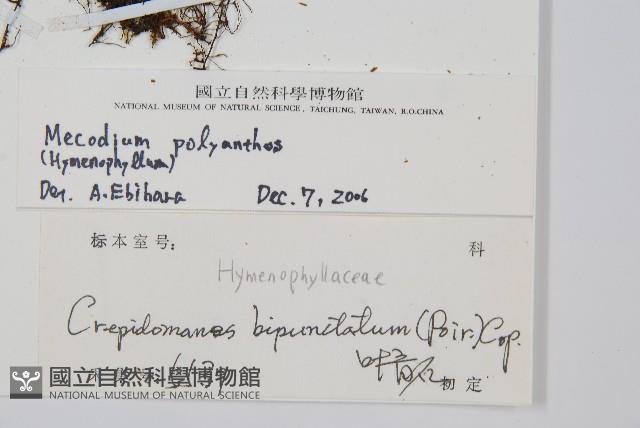 國立自然科學博物館
NATIONAL MUSEUM OF NATURAL SCIENCE, TAICHUNG, TAIWAN, R.O.CHINA
Mecodium polyanthos
(Hymenophyllum)
Det. A. Ebihara Dec. 7, 2006
标本室号: 科
Hymenophyllaceae
Crepidomanes bipunctatum (Poir.) Cop.
初定
國立自然科學博物館
NATIONAL MUSEUM OF NATURAL SCIENCE